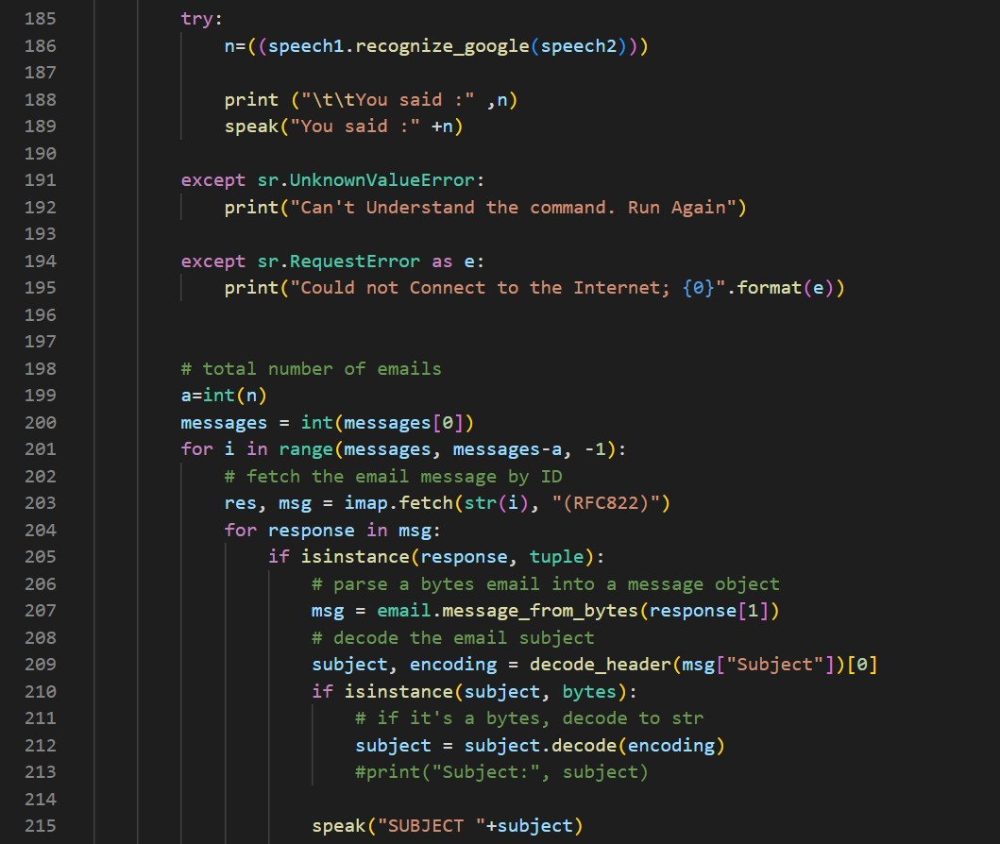 185 try:
186 n=((speech1.recognize_google(speech2)))
187
188 print ("\t\tYou said :" ,n)
189 speak("You said :" +n)
190
191 except sr.UnknownValueError:
192 print("Can't Understand the command. Run Again")
193
194 except sr.RequestError as e:
195 print("Could not Connect to the Internet; {0}".format(e))
196
197
198 # total number of emails
199 a=int(n)
200 messages = int(messages[0])
201 for i in range(messages, messages-a, -1):
202 # fetch the email message by ID
203 res, msg = imap.fetch(str(i), "(RFC822)")
204 for response in msg:
205 if isinstance(response, tuple):
206 # parse a bytes email into a message object
207 msg = email.message_from_bytes(response[1])
208 # decode the email subject
209 subject, encoding = decode_header(msg["Subject"])[0]
210 if isinstance(subject, bytes):
211 # if it's a bytes, decode to str
212 subject = subject.decode(encoding)
213 #print("Subject:", subject)
214
215 speak("SUBJECT "+subject)